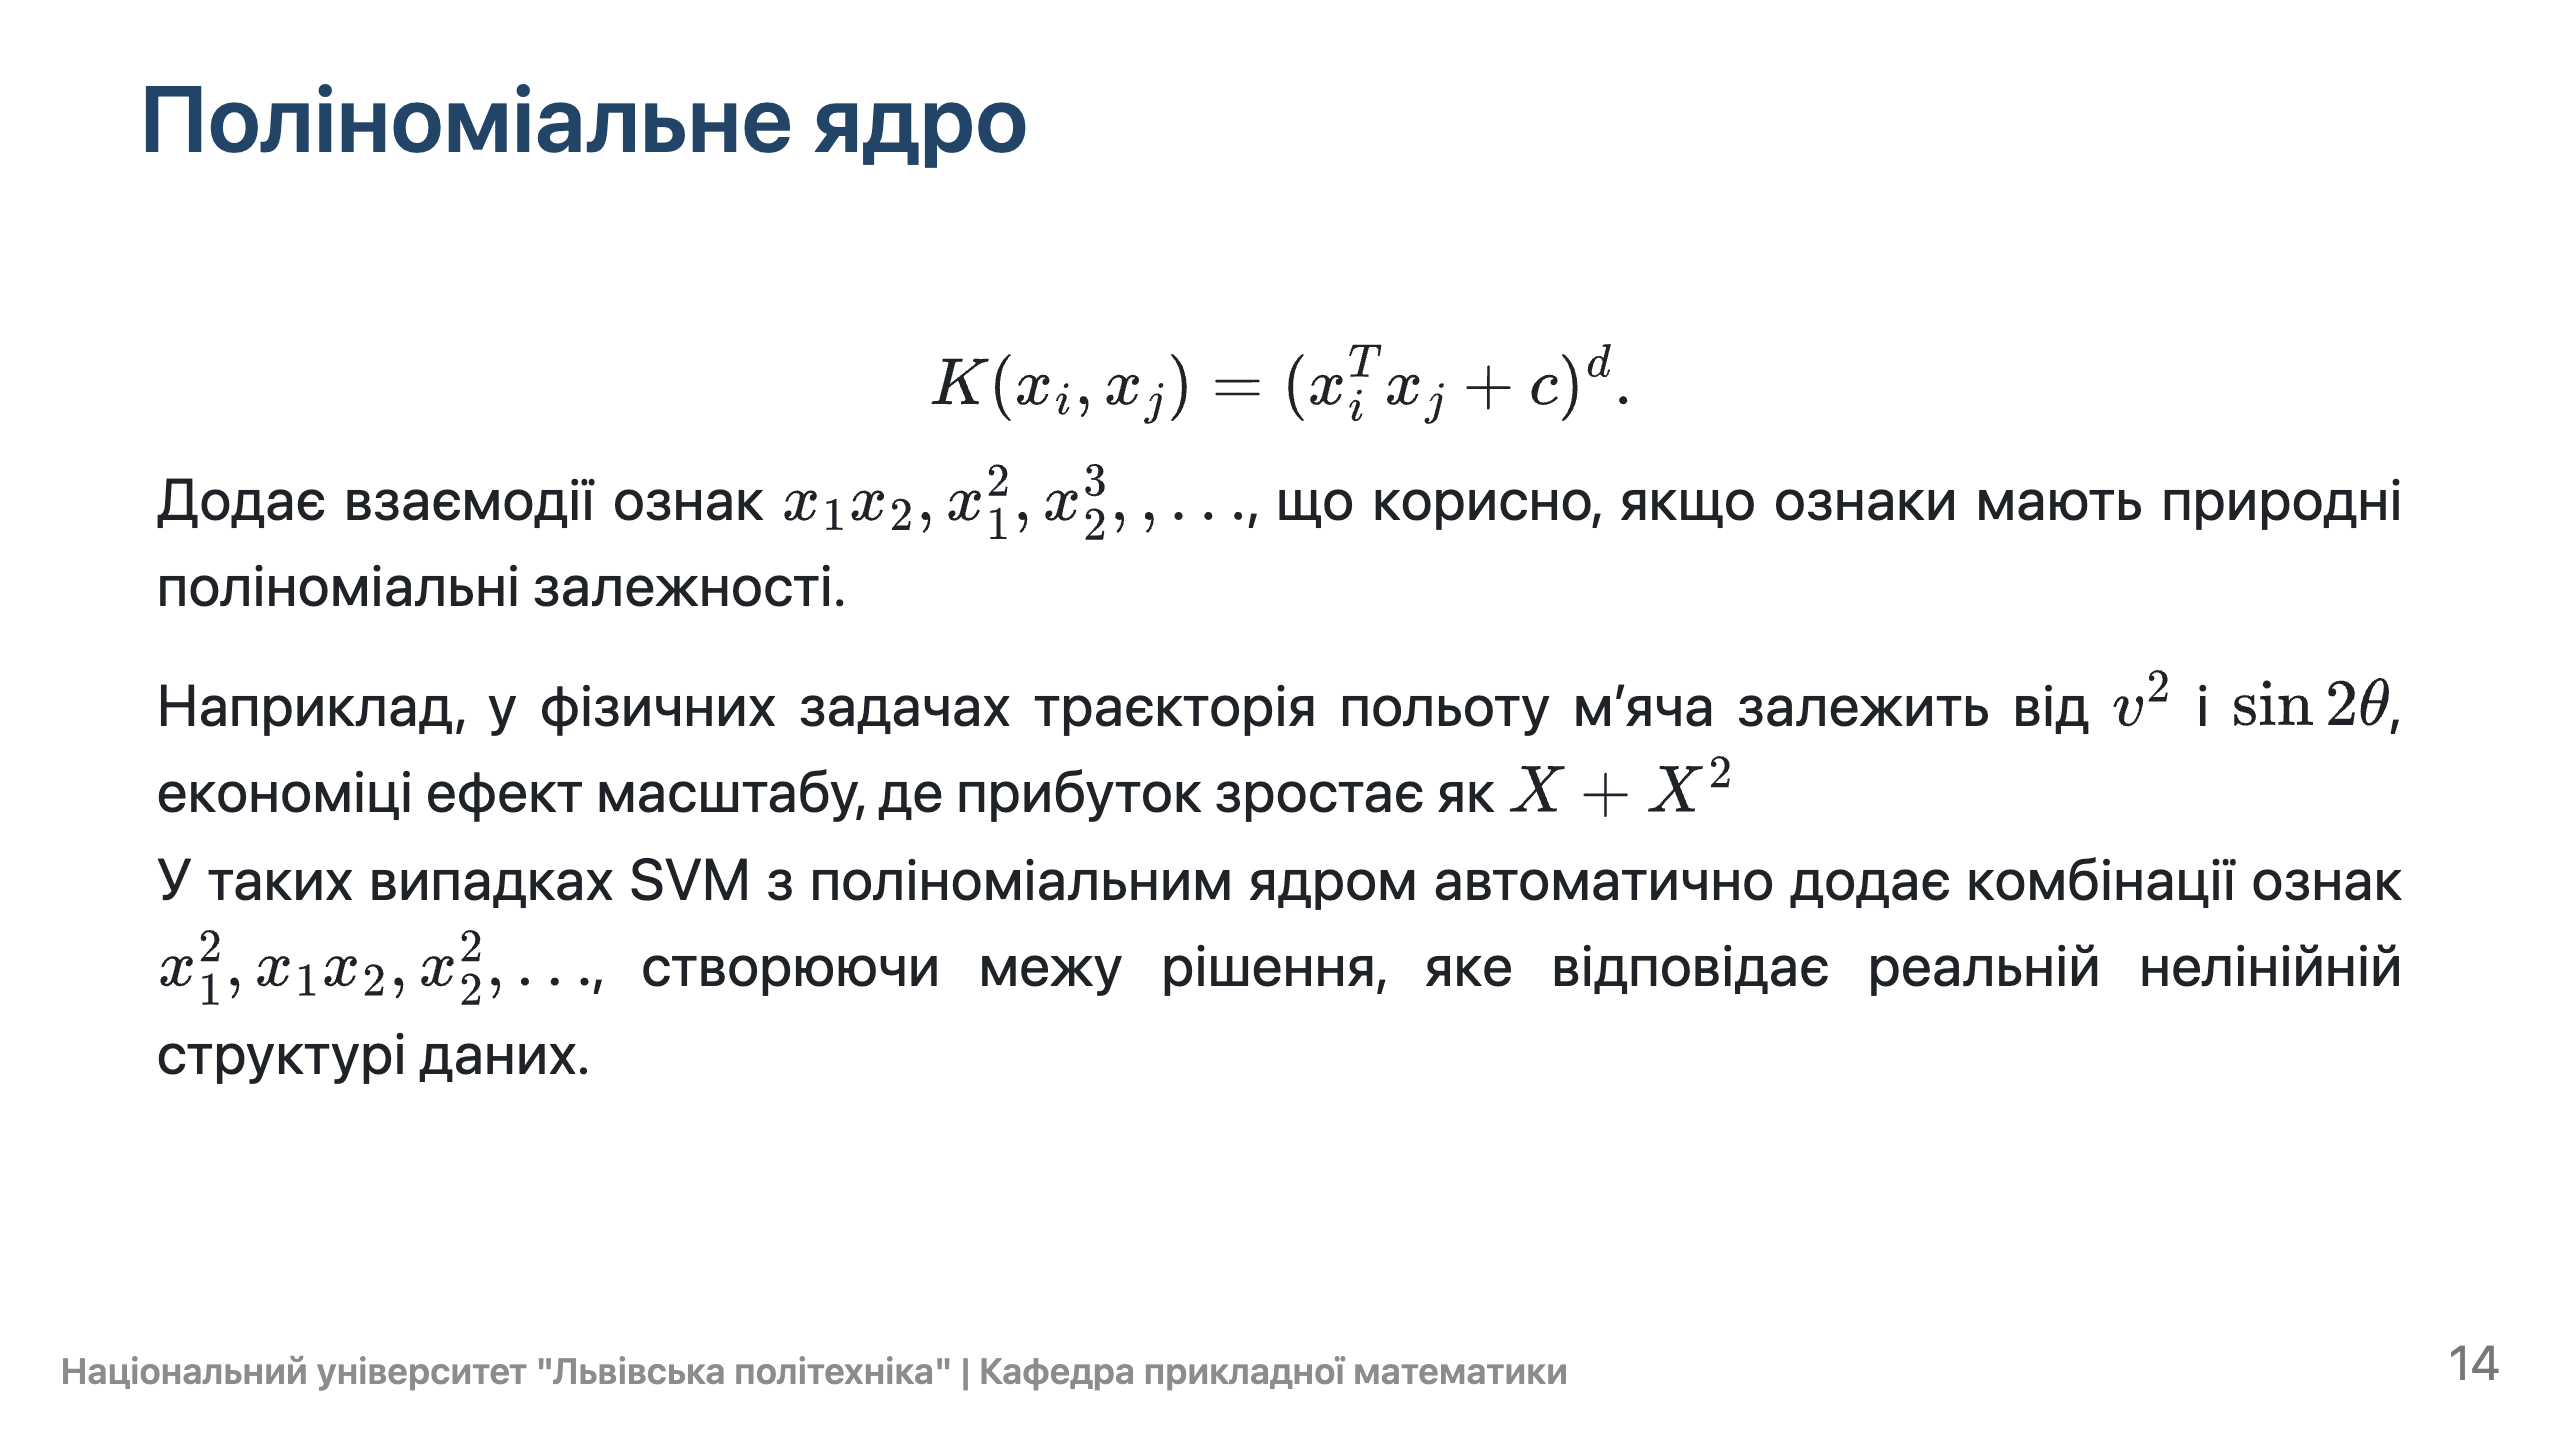 Поліноміальне ядро
K(x_i, x_j) = (x_i^T x_j + c)^d.
Додає взаємодії ознак x_1x_2, x_1^2, x_2^3, , . . ., що корисно, якщо ознаки мають природні
поліноміальні залежності.
Наприклад, у фізичних задачах траєкторія польоту м’яча залежить від v^2 і sin 2θ,
економіці ефект масштабу, де прибуток зростає як X + X^2
У таких випадках SVM з поліноміальним ядром автоматично додає комбінації ознак
x_1^2, x_1x_2, x_2^2, . . ., створюючи межу рішення, яке відповідає реальній нелінійній
структурі даних.
Національний університет "Львівська політехніка" | Кафедра прикладної математики
14